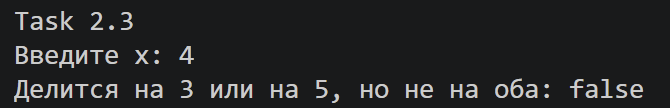 Task 2.3
Введите x: 4
Делится на 3 или на 5, но не на оба: false